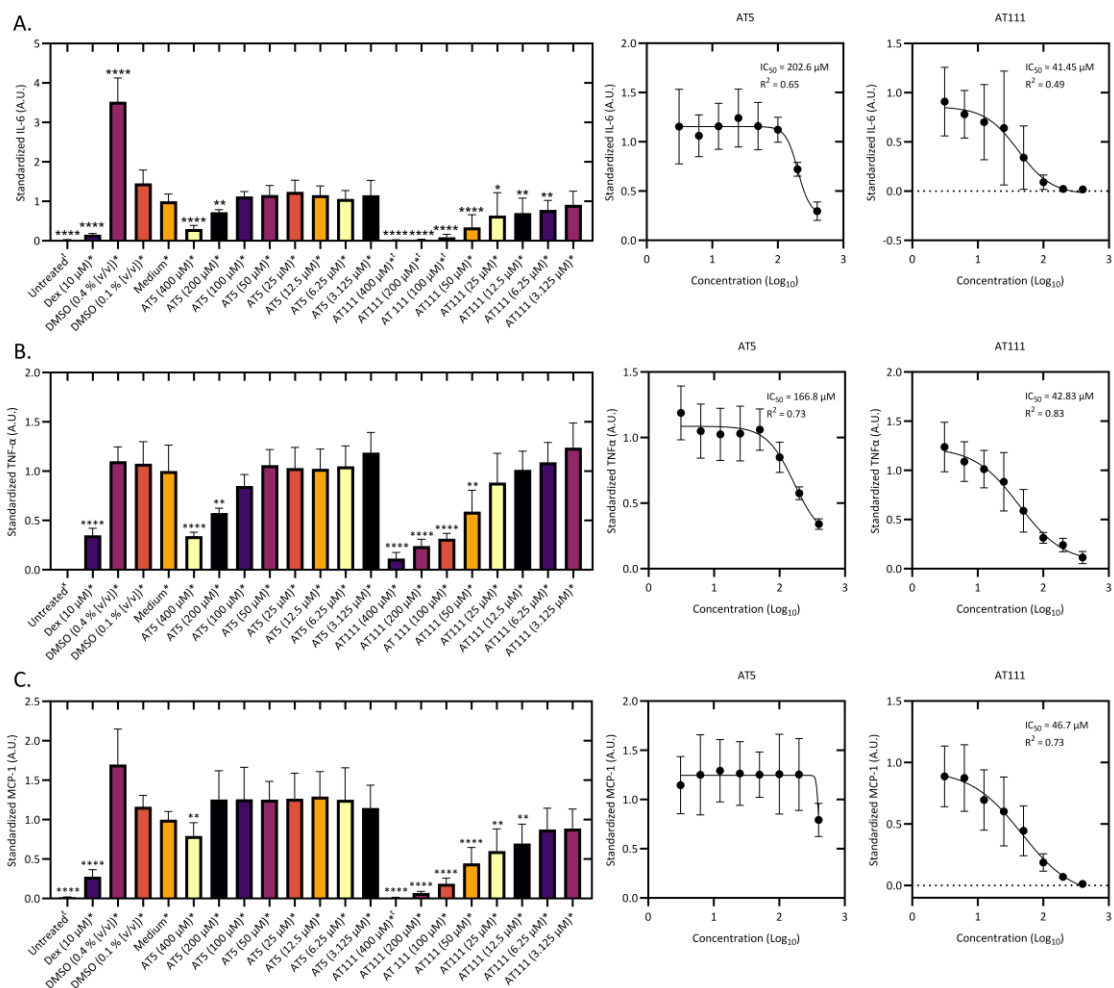 A.
Standardized IL-6 (A.U.)
5
4
3
2
1
0
****
****
****
**
****
****
****
****
*
**
**
Untreated‡
Dex (10 µM)*
DMSO (0.4 % [v/v])*
DMSO (0.1 % [v/v])*
Medium*
AT5 (400 µM)*
AT5 (200 µM)*
AT5 (100 µM)*
AT5 (50 µM)*
AT5 (25 µM)*
AT5 (12.5 µM)*
AT5 (6.25 µM)*
AT5 (3.125 µM)*
AT111 (400 µM)*‡
AT111 (200 µM)*‡
AT 111 (100 µM)*‡
AT111 (50 µM)*
AT111 (25 µM)*
AT111 (12.5 µM)*
AT111 (6.25 µM)*
AT111 (3.125 µM)*
AT5
Standardized IL-6 (A.U.)
2.0
1.5
1.0
0.5
0.0
IC50 = 202.6 µM
R2 = 0.65
0
1
2
3
Concentration (Log10)
AT111
Standardized IL-6 (A.U.)
1.5
1.0
0.5
0.0
-0.5
IC50 = 41.45 µM
R2 = 0.49
0
1
2
3
Concentration (Log10)
B.
Standardized TNF-α (A.U.)
2.0
1.5
1.0
0.5
0.0
****
****
**
****
****
****
**
Untreated
Dex (10 µM)*
DMSO (0.4 % [v/v])*
DMSO (0.1 % [v/v])*
Medium*
AT5 (400 µM)*
AT5 (200 µM)*
AT5 (100 µM)*
AT5 (50 µM)*
AT5 (25 µM)*
AT5 (12.5 µM)*
AT5 (6.25 µM)*
AT5 (3.125 µM)*
AT111 (400 µM)*
AT111 (200 µM)*
AT 111 (100 µM)*
AT111 (50 µM)*
AT111 (25 µM)*
AT111 (12.5 µM)*
AT111 (6.25 µM)*
AT111 (3.125 µM)*
AT5
Standardized TNFα (A.U.)
1.5
1.0
0.5
0.0
IC50 = 166.8 µM
R2 = 0.73
0
1
2
3
Concentration (Log10)
AT111
Standardized TNFα (A.U.)
1.5
1.0
0.5
0.0
IC50 = 42.83 µM
R2 = 0.83
0
1
2
3
Concentration (Log10)
C.
Standardized MCP-1 (A.U.)
2.5
2.0
1.5
1.0
0.5
0.0
****
****
**
****
****
****
****
**
**
Untreated‡
Dex (10 µM)*
DMSO (0.4 % [v/v])*
DMSO (0.1 % [v/v])*
Medium*
AT5 (400 µM)*
AT5 (200 µM)*
AT5 (100 µM)*
AT5 (50 µM)*
AT5 (25 µM)*
AT5 (12.5 µM)*
AT5 (6.25 µM)*
AT5 (3.125 µM)*
AT111 (400 µM)*‡
AT111 (200 µM)*
AT 111 (100 µM)*
AT111 (50 µM)*
AT111 (25 µM)*
AT111 (12.5 µM)*
AT111 (6.25 µM)*
AT111 (3.125 µM)*
AT5
Standardized MCP-1 (A.U.)
2.0
1.5
1.0
0.5
0.0
0
1
2
3
Concentration (Log10)
AT111
Standardized MCP-1 (A.U.)
1.5
1.0
0.5
0.0
IC50 = 46.7 µM
R2 = 0.73
0
1
2
3
Concentration (Log10)